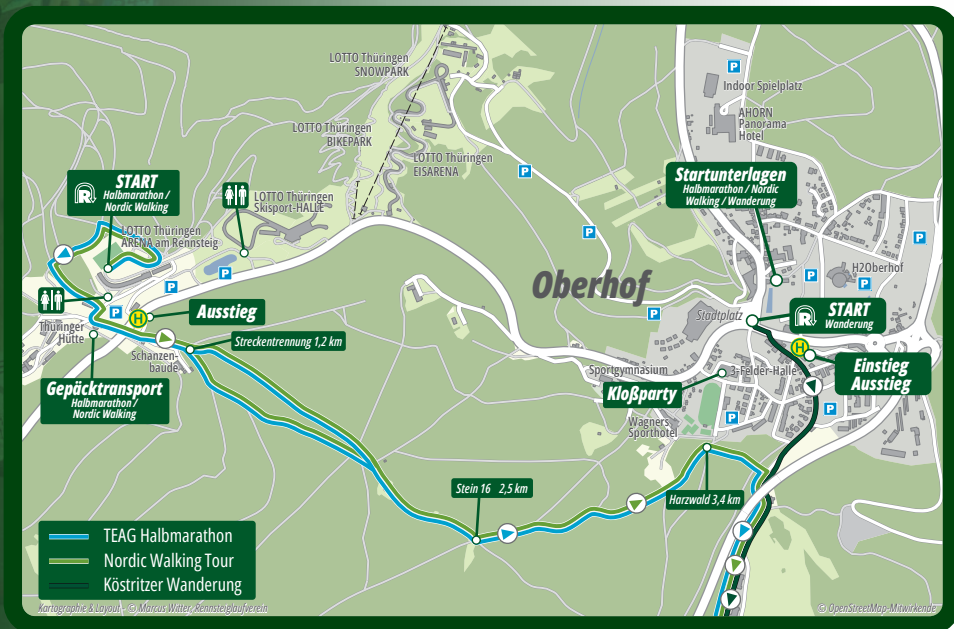 LOTTO Thüringen
SNOWPARK
P
Indoor Spielplatz
AHORN
Panorama
Hotel
LOTTO Thüringen
BIKEPARK
LOTTO Thüringen
EISARENA
P
Startunterlagen
Halbmarathon / Nordic
Walking / Wanderung
START
Halbmarathon /
Nordic Walking
R
LOTTO Thüringen
Skisport-HALLE
LOTTO Thüringen
ARENA am Rennsteig
P
P
H2Oberhof
P
P
P
P
Oberhof
P
P
Stadtplatz
R
START
Wanderung
H
Ausstieg
Thüringer
Hütte
Schanzen-
baude
Streckentrennung 1,2 km
H
Einstieg
Ausstieg
Sportgymnasium
3-Felder-Halle
Gepäcktransport
Halbmarathon /
Nordic Walking
Kloßparty
Wagners
Sporthotel
P
P
Stein 16 2,5 km
Harzwald 3,4 km
TEAG Halbmarathon
Nordic Walking Tour
Köstritzer Wanderung
Kartographie & Layout - © Marcus Witter, Rennsteiglaufverein
© OpenStreetMap-Mitwirkende